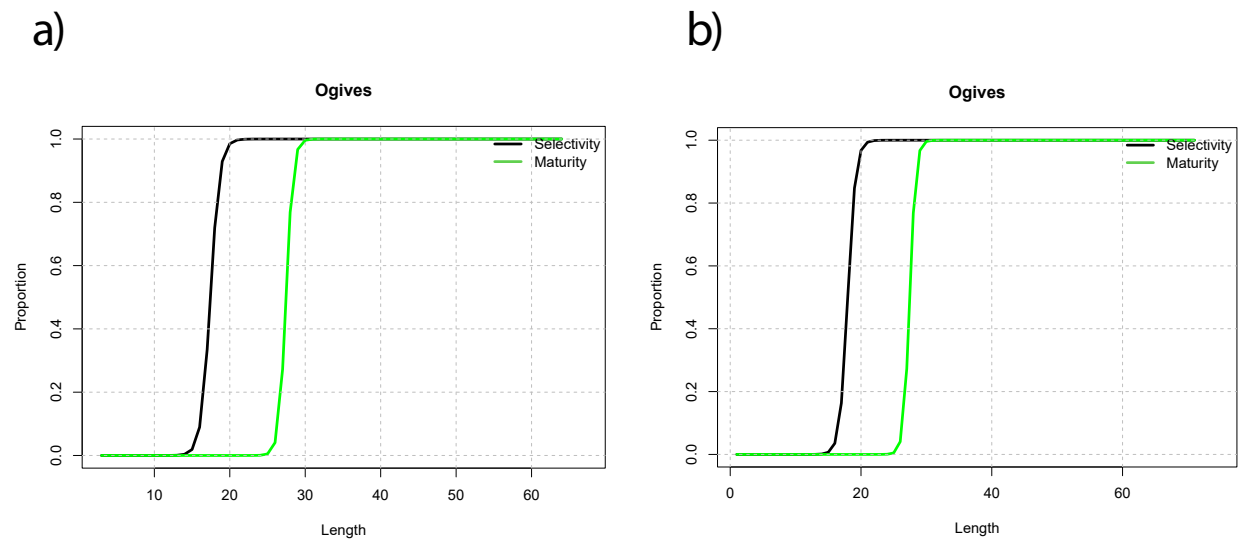 a)
Ogives
Proportion
0.0
0.2
0.4
0.6
0.8
1.0
Selectivity
Maturity
10 20 30 40 50 60
Length
b)
Ogives
Proportion
0.0
0.2
0.4
0.6
0.8
1.0
Selectivity
Maturity
0 20 40 60
Length